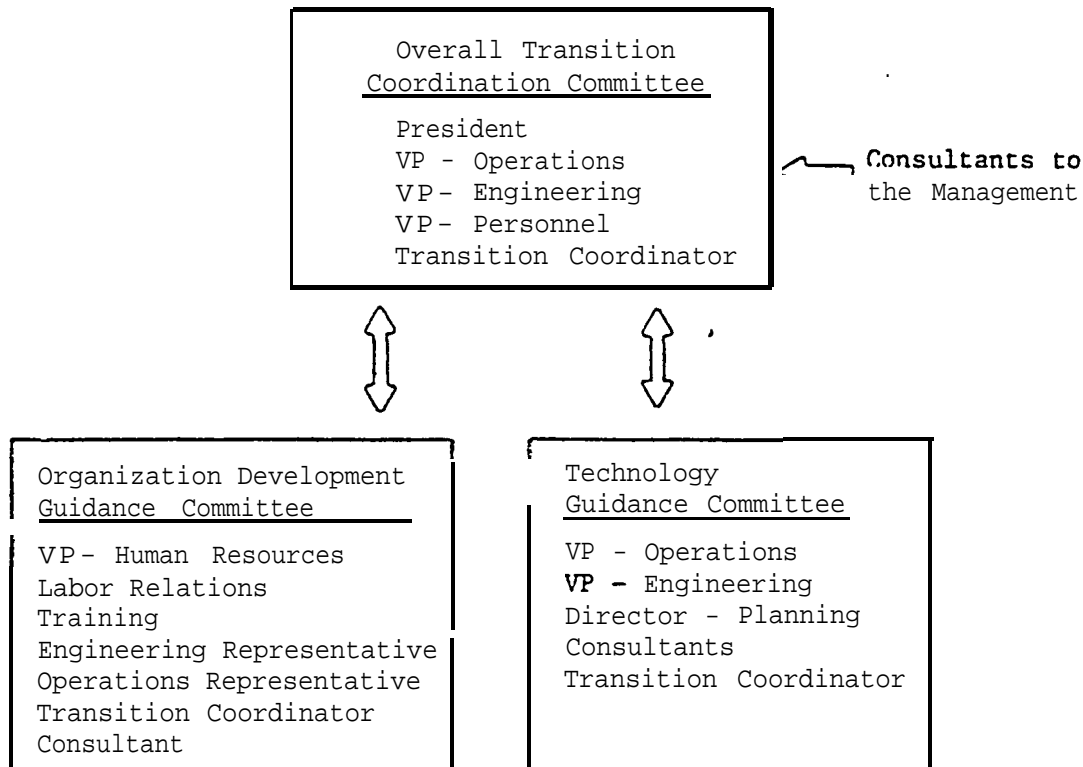 Overall Transition
Coordination Committee
President
VP - Operations
VP - Engineering
VP - Personnel
Transition Coordinator
Consultants to
the Management
Organization Development
Guidance Committee
VP - Human Resources
Labor Relations
Training
Engineering Representative
Operations Representative
Transition Coordinator
Consultant
Technology
Guidance Committee
VP - Operations
VP - Engineering
Director - Planning
Consultants
Transition Coordinator